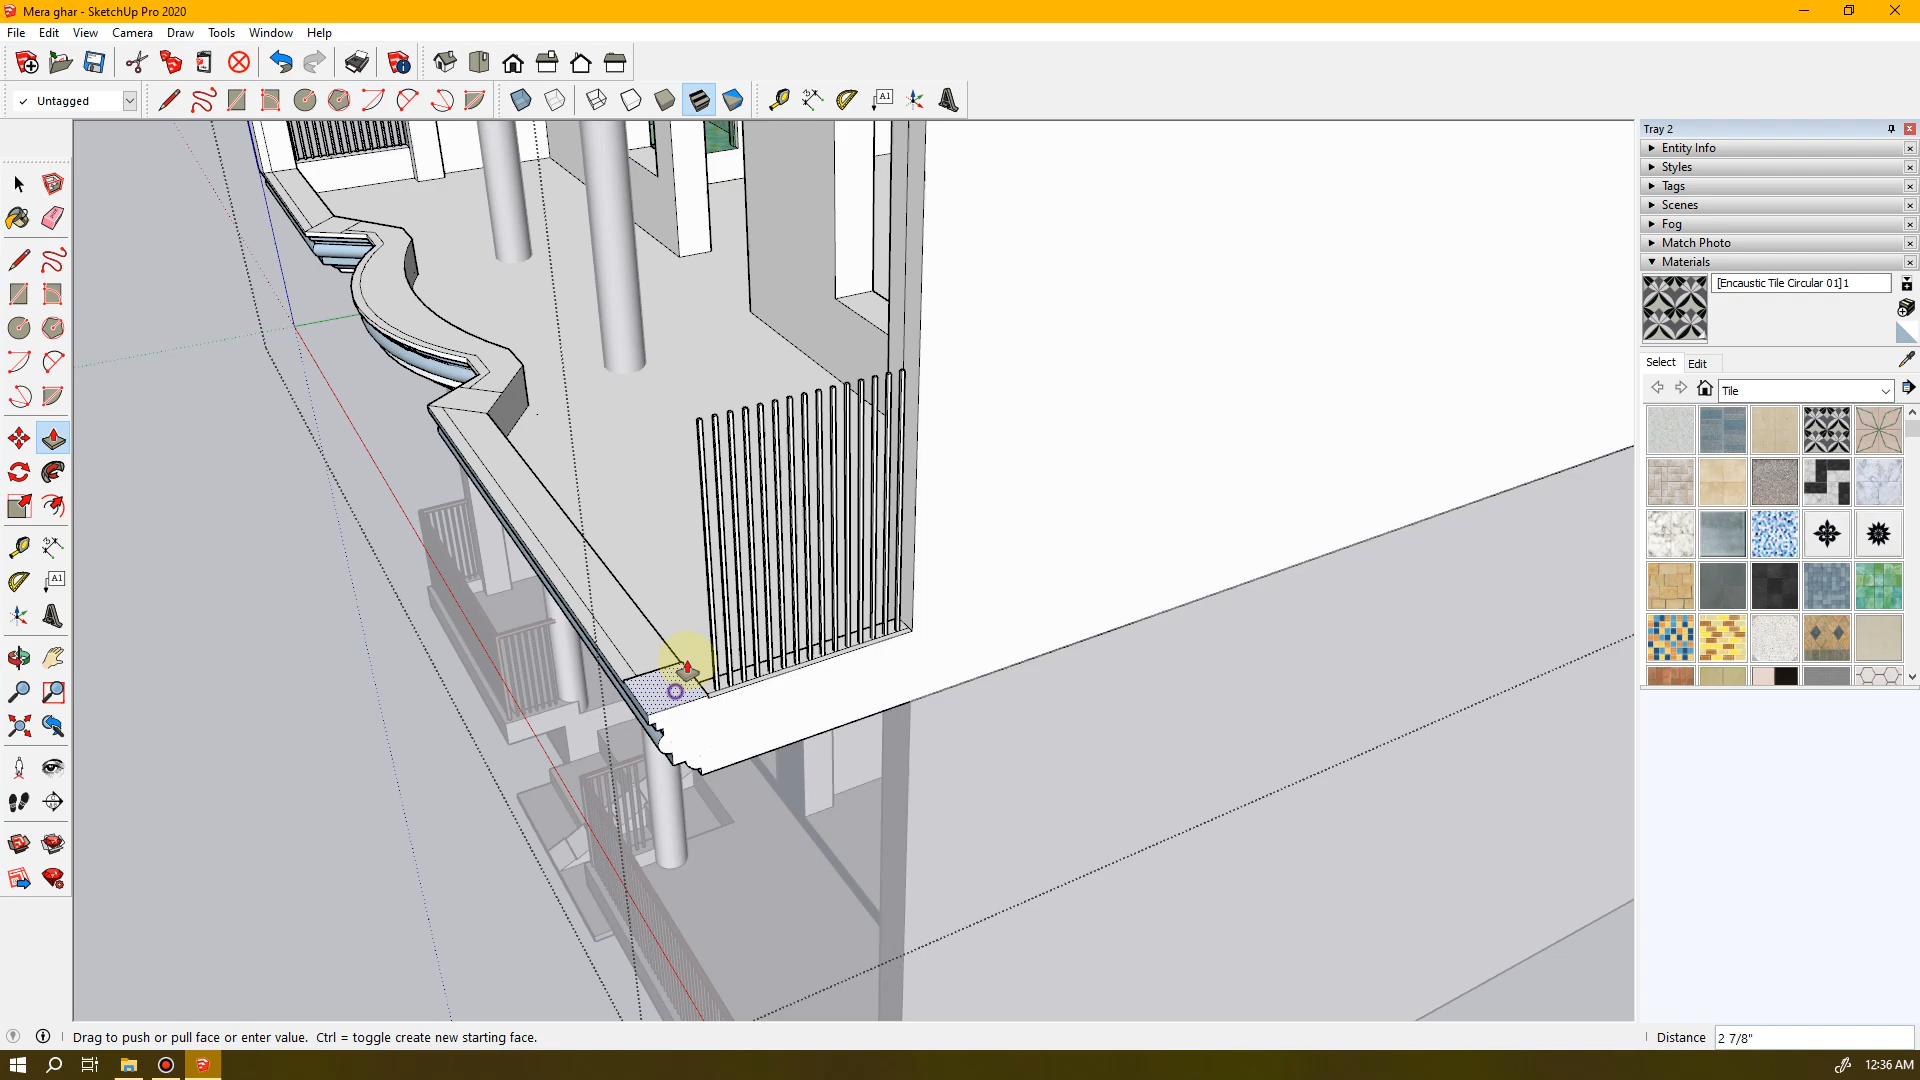 Mera ghar - SketchUp Pro 2020
File Edit View Camera Draw Tools Window Help
Untagged
A1
Tray 2
Entity Info
Styles
Tags
Scenes
Fog
Match Photo
Materials
[Encaustic Tile Circular 01]1
Select Edit
Tile
A1
Drag to push or pull face or enter value. Ctrl = toggle create new starting face.
Distance 2 7/8"
12:36 AM